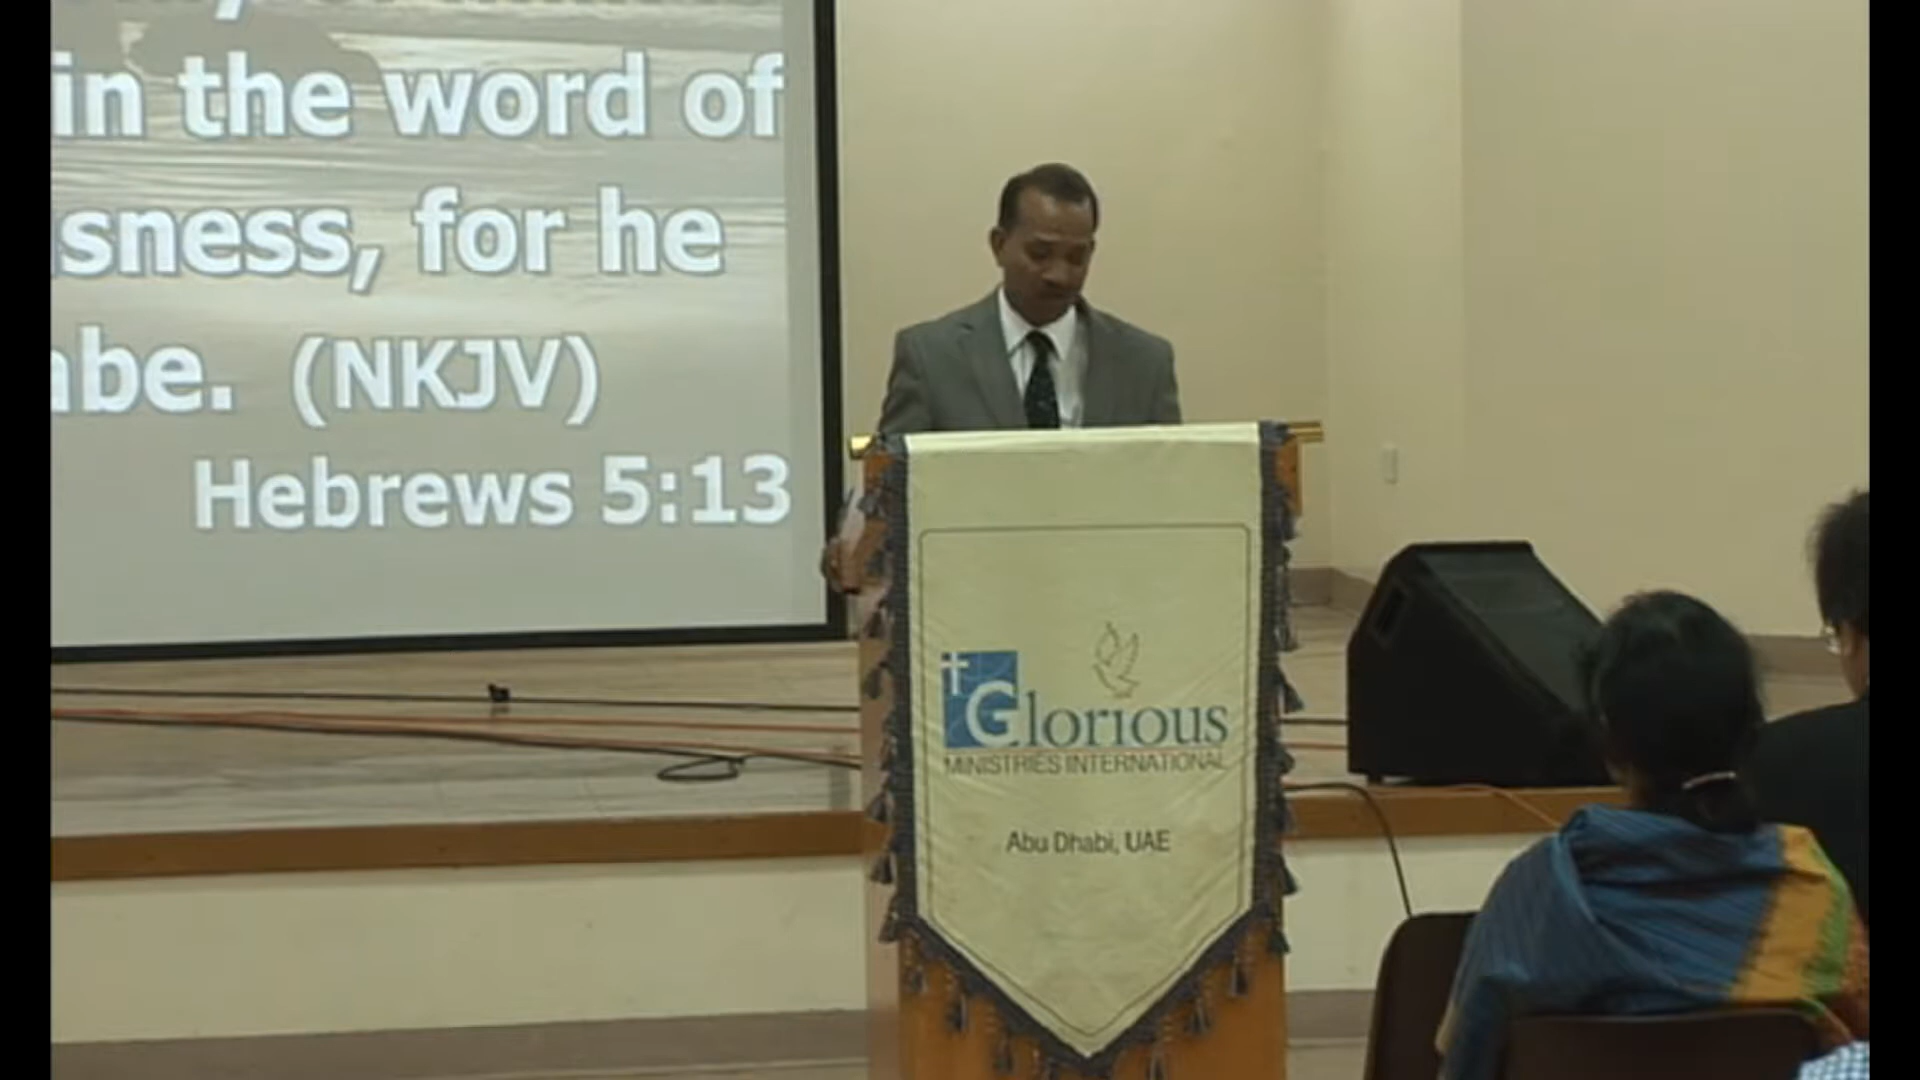 in the word of
sness, for he
abe. (NKJV)
Hebrews 5:13
Glorious
MINISTRIES INTERNATIONAL
Abu Dhabi, UAE